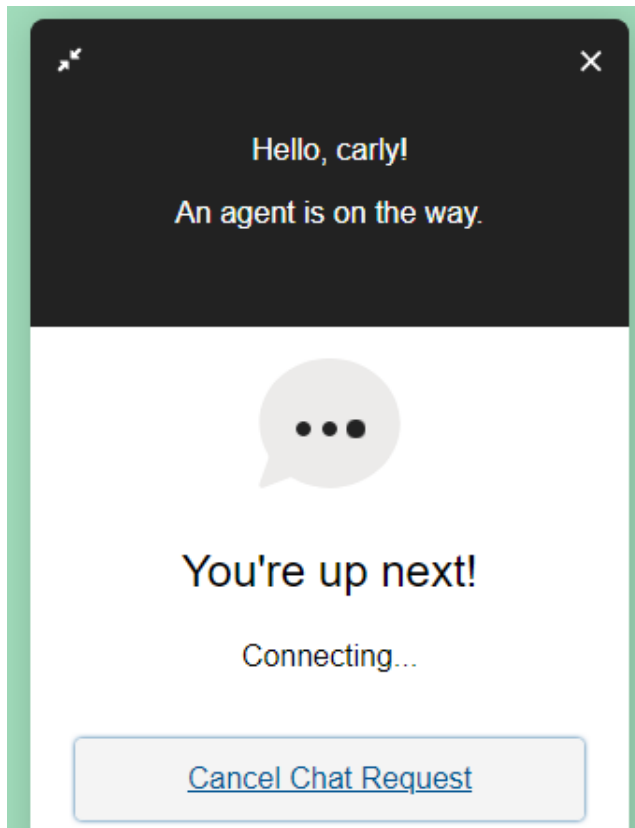 Hello, carly!
An agent is on the way.
You're up next!
Connecting...
Cancel Chat Request